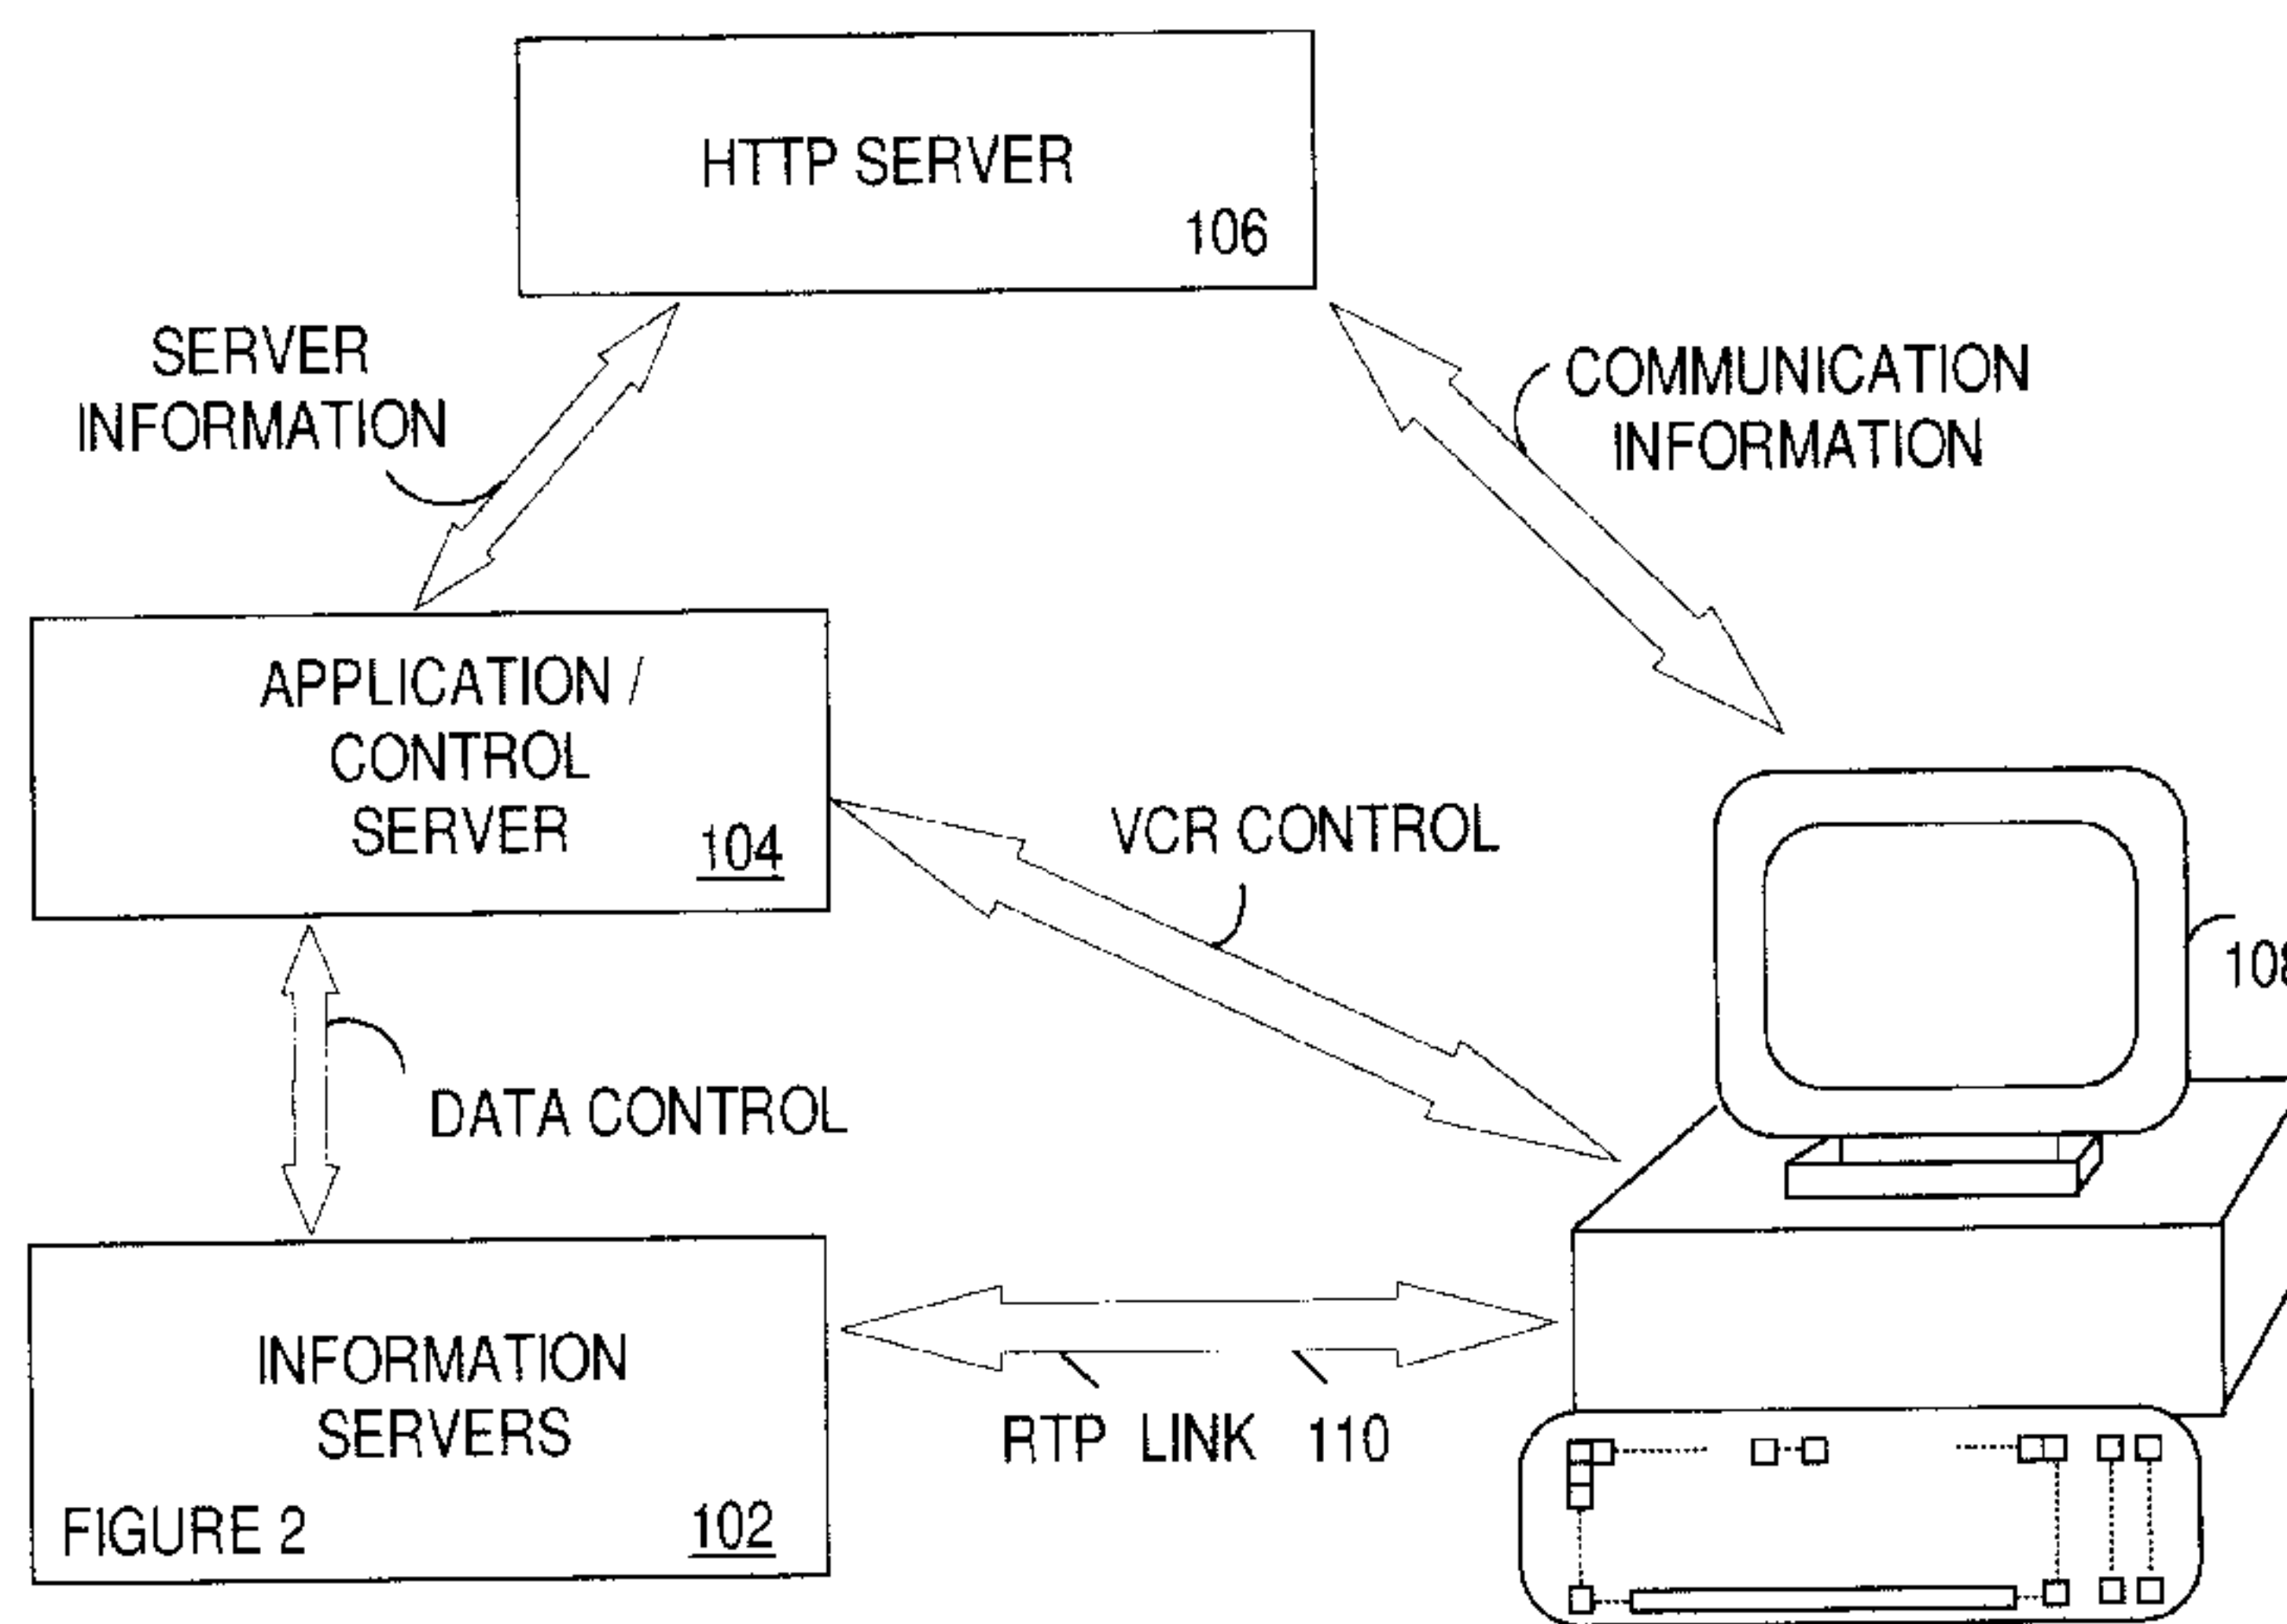 HTTP SERVER
106
SERVER
INFORMATION
COMMUNICATION
INFORMATION
APPLICATION /
CONTROL
SERVER
104
VCR CONTROL
108
DATA CONTROL
INFORMATION
SERVERS
RTP LINK 110
FIGURE 2
102